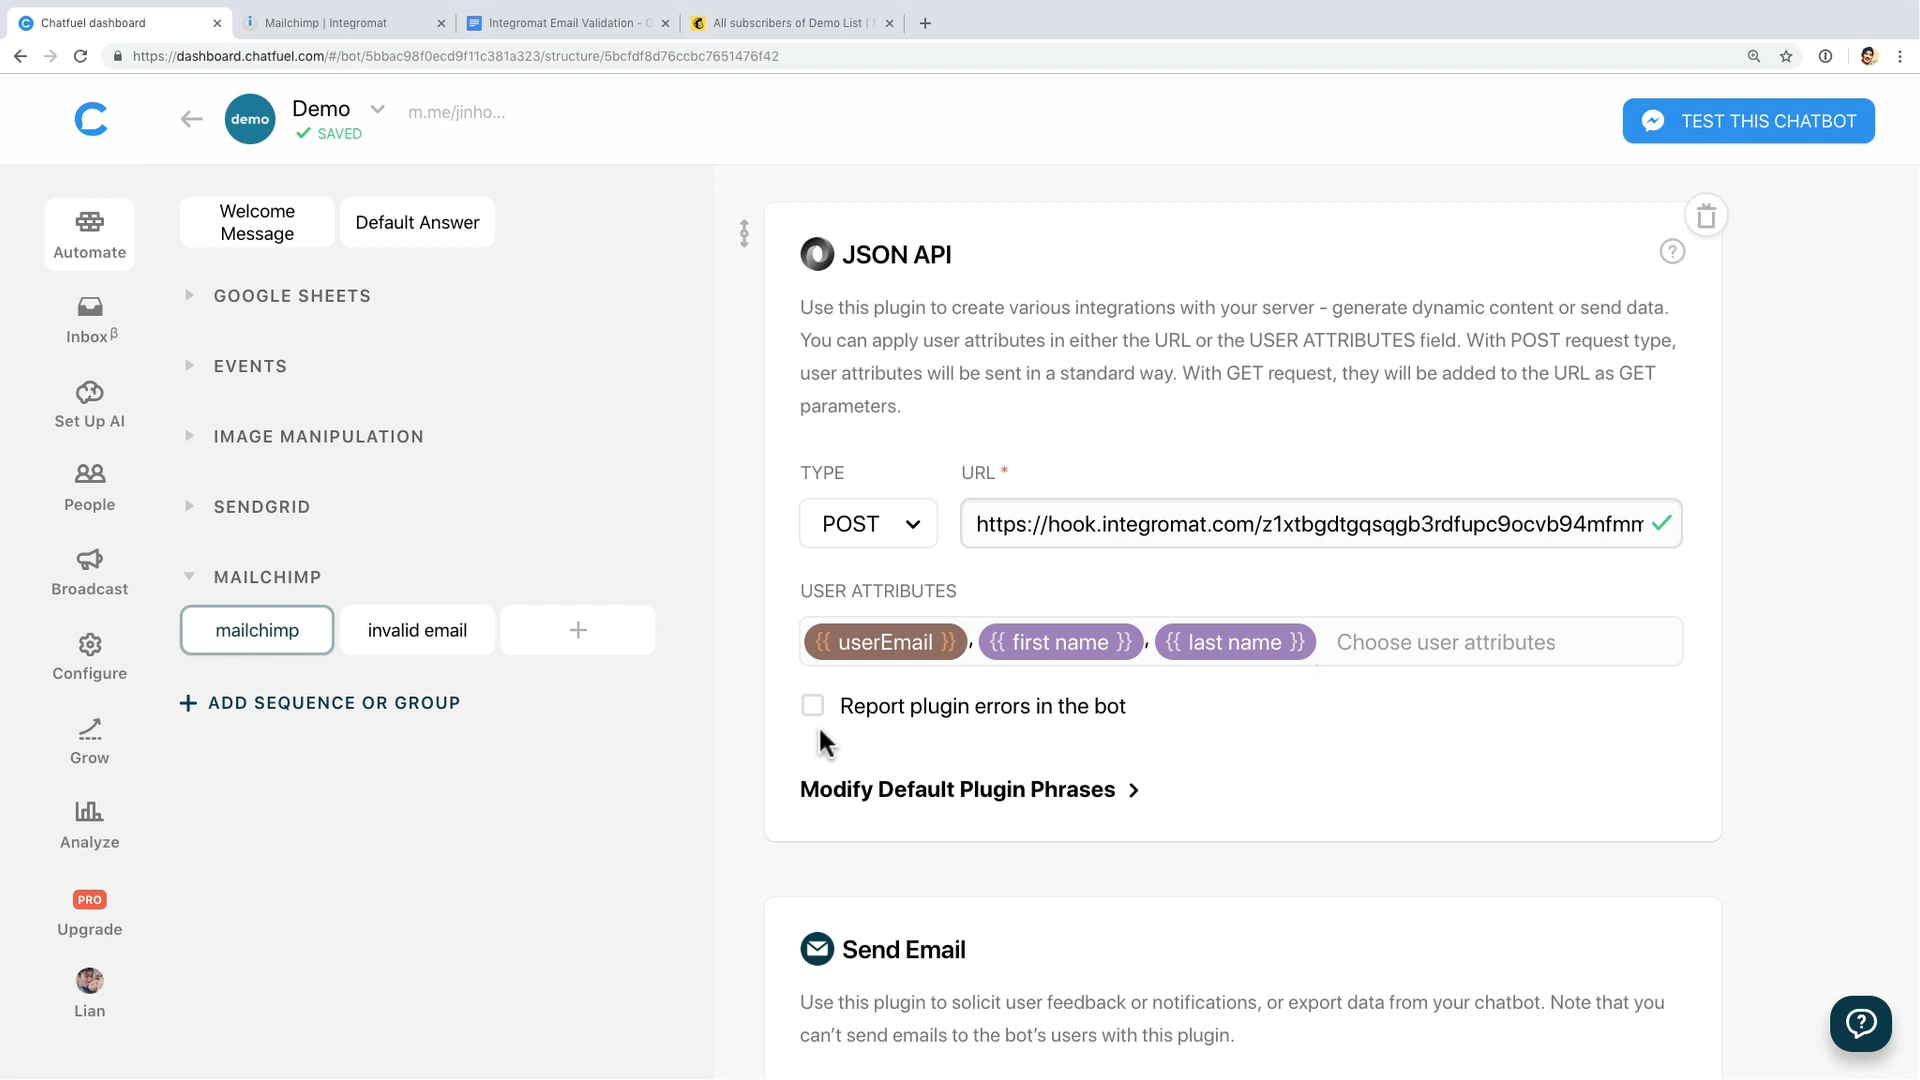 Chatfuel dashboard
Mailchimp | Integromat
Integromat Email Validation - G
All subscribers of Demo List |
https://dashboard.chatfuel.com/#/bot/5bbac98f0ecd9f11c381a323/structure/5bcfdf8d76ccbc7651476f42
demo
Demo
m.me/jinho...
SAVED
TEST THIS CHATBOT
Automate
Inbox β
Set Up AI
People
Broadcast
Configure
Grow
Analyze
PRO
Upgrade
Lian
Welcome
Message
Default Answer
GOOGLE SHEETS
EVENTS
IMAGE MANIPULATION
SENDGRID
MAILCHIMP
mailchimp
invalid email
+
+ ADD SEQUENCE OR GROUP
JSON API
Use this plugin to create various integrations with your server - generate dynamic content or send data.
You can apply user attributes in either the URL or the USER ATTRIBUTES field. With POST request type,
user attributes will be sent in a standard way. With GET request, they will be added to the URL as GET
parameters.
TYPE
URL *
POST
https://hook.integromat.com/z1xtbgdtgqsqgb3rdfupc9ocvb94mfmm
USER ATTRIBUTES
{{ userEmail }}, {{ first name }}, {{ last name }} Choose user attributes
Report plugin errors in the bot
Modify Default Plugin Phrases >
Send Email
Use this plugin to solicit user feedback or notifications, or export data from your chatbot. Note that you
can't send emails to the bot's users with this plugin.